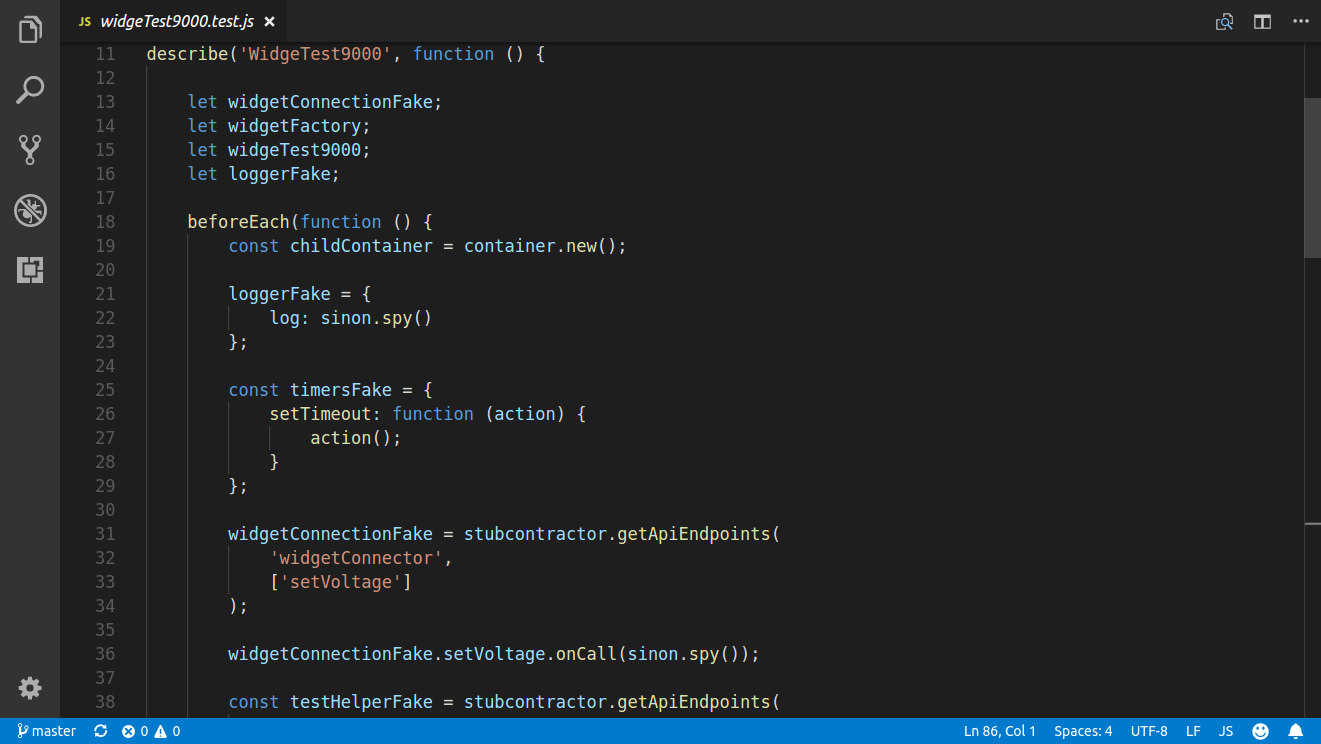 JS widgeTest9000.test.js ×
11 describe('WidgeTest9000', function () {
12
13     let widgetConnectionFake;
14     let widgetFactory;
15     let widgeTest9000;
16     let loggerFake;
17
18     beforeEach(function () {
19         const childContainer = container.new();
20
21         loggerFake = {
22             log: sinon.spy()
23         };
24
25         const timersFake = {
26             setTimeout: function (action) {
27                 action();
28             }
29         };
30
31         widgetConnectionFake = stubcontractor.getApiEndpoints(
32             'widgetConnector',
33             ['setVoltage']
34         );
35
36         widgetConnectionFake.setVoltage.onCall(sinon.spy());
37
38         const testHelperFake = stubcontractor.getApiEndpoints(
master 0 0 Ln 86, Col 1 Spaces: 4 UTF-8 LF JS